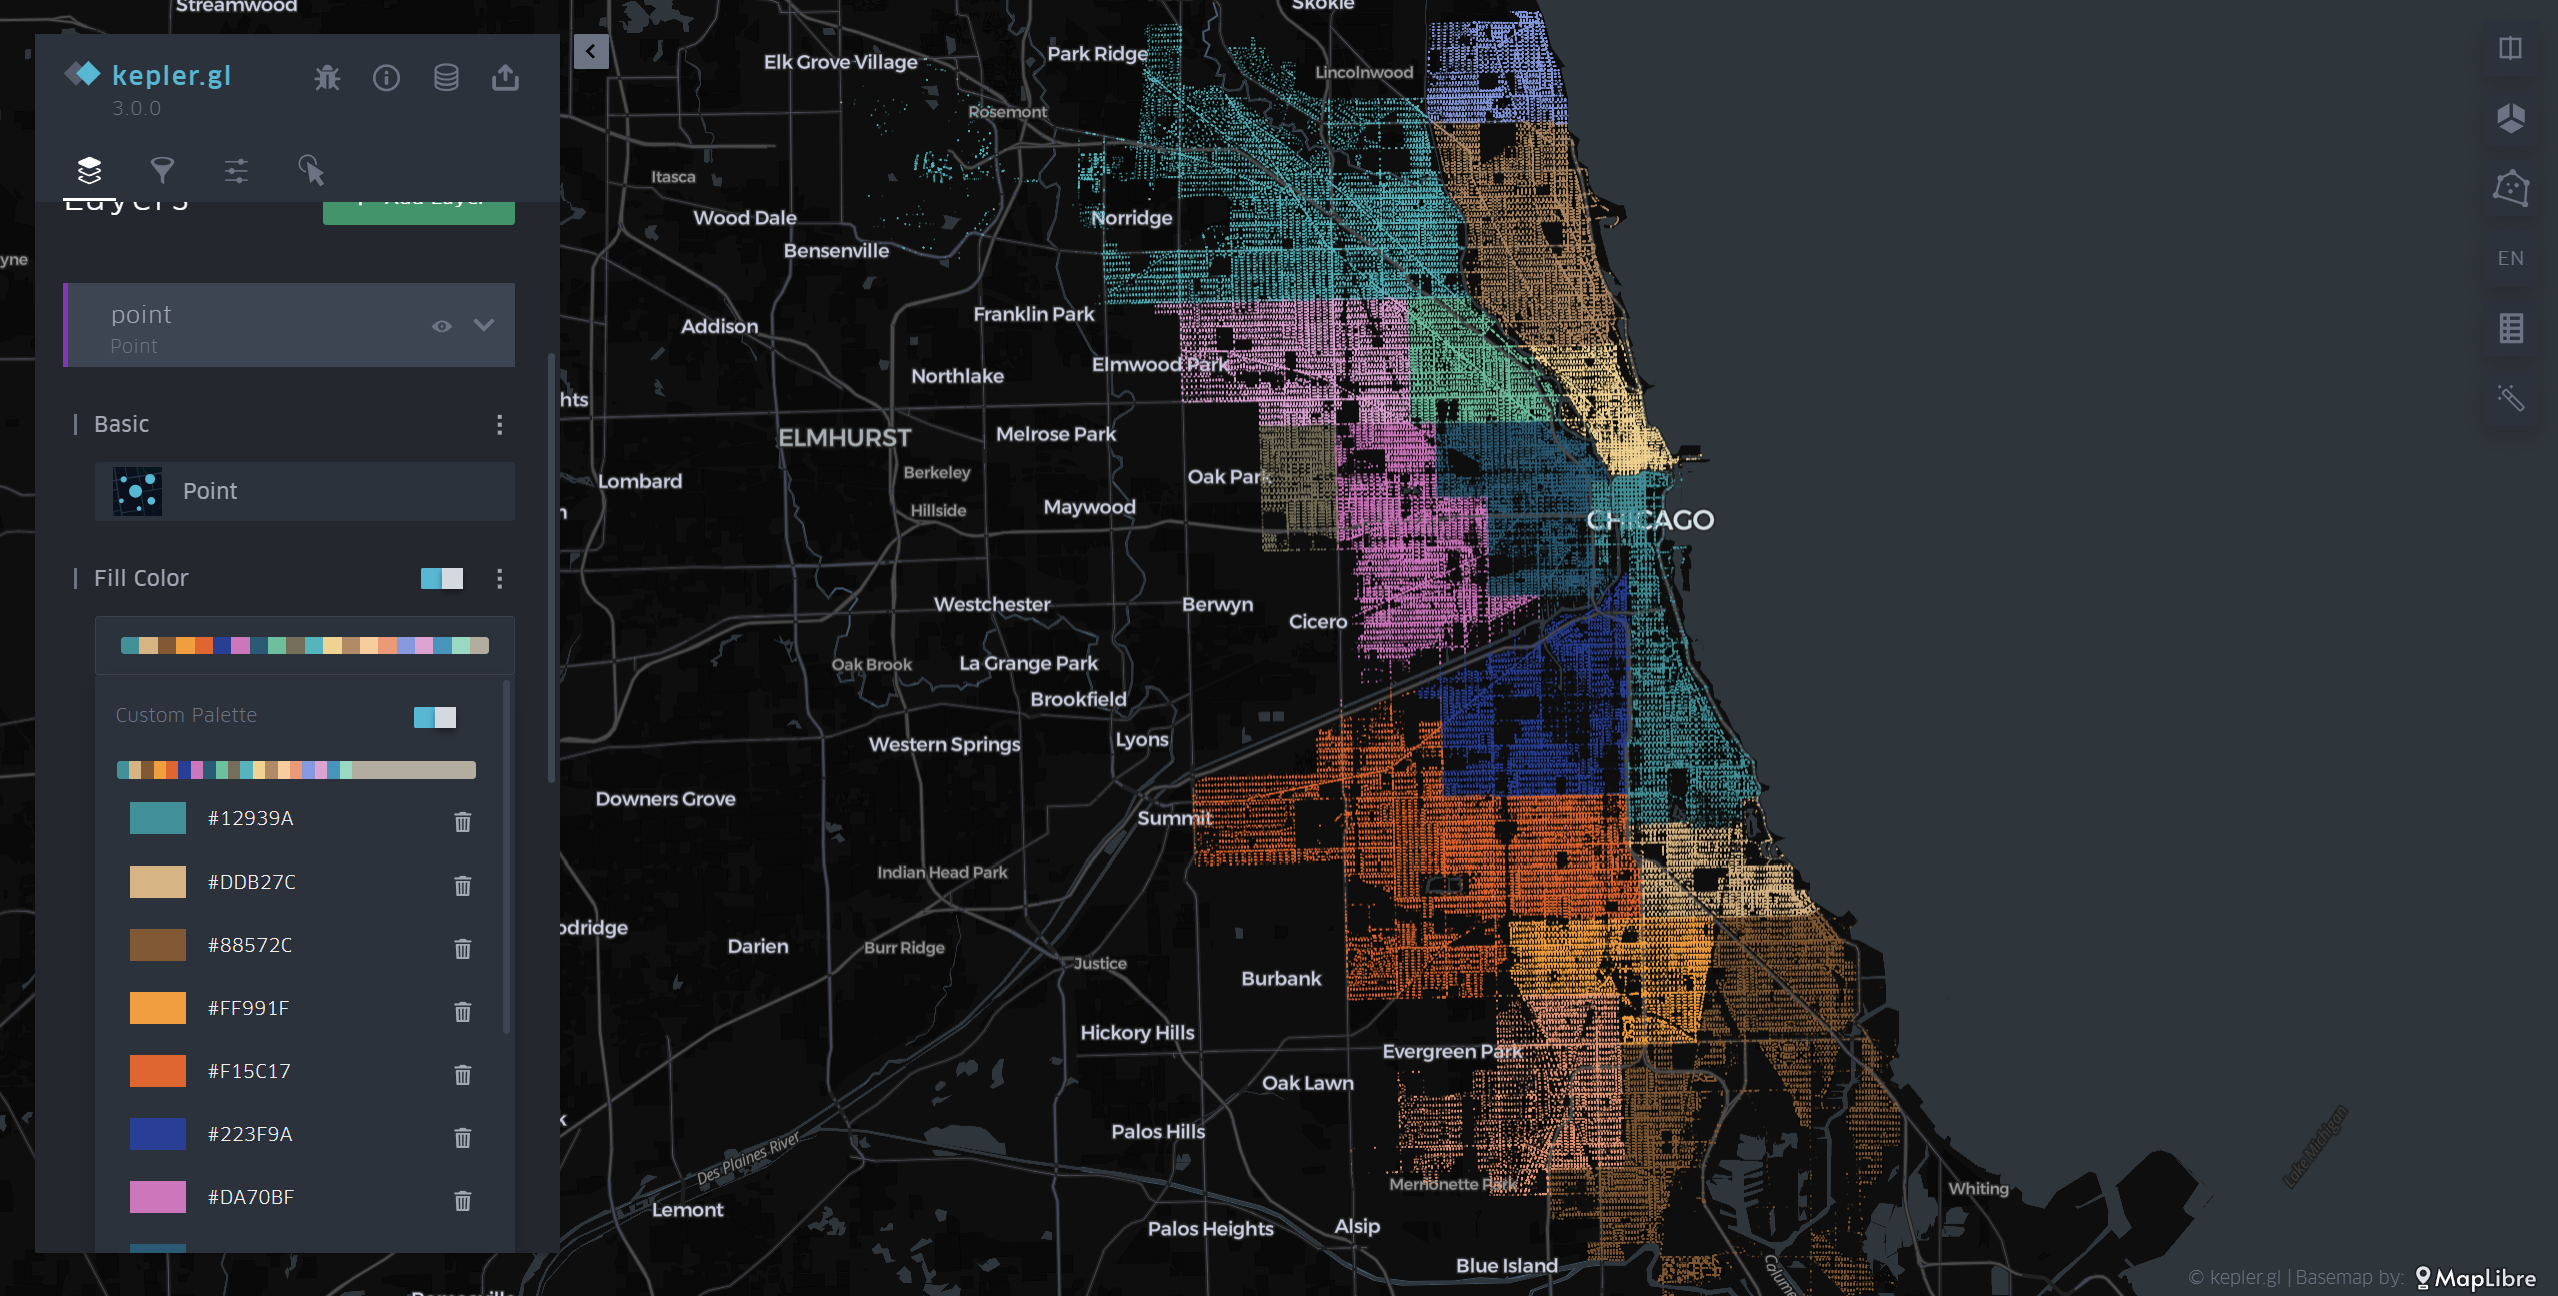 kepler.gl
3.0.0
Layers
Add Layer
point
Point
Basic
Point
Fill Color
Custom Palette
#12939A
#DDB27C
#88572C
#FF991F
#F15C17
#223F9A
#DA70BF
EN
Streamwood
Skokie
Elk Grove Village
Park Ridge
Lincolnwood
Rosemont
Itasca
Wood Dale
Norridge
Bensenville
yne
Franklin Park
Addison
Elmwood Park
Northlake
hts
ELMHURST
Melrose Park
Berkeley
Lombard
Oak Park
Hillside
Maywood
CHICAGO
Westchester
Berwyn
Cicero
Oak Brook
La Grange Park
Brookfield
Western Springs
Lyons
Downers Grove
Summit
Indian Head Park
odridge
Darien
Burr Ridge
Justice
Burbank
Hickory Hills
Evergreen Park
Oak Lawn
Palos Hills
Des Plaines River
Lake Michigan
Merrionette Park
Whiting
Lemont
Palos Heights
Alsip
Blue Island
Calume
© kepler.gl | Basemap by:
MapLibre